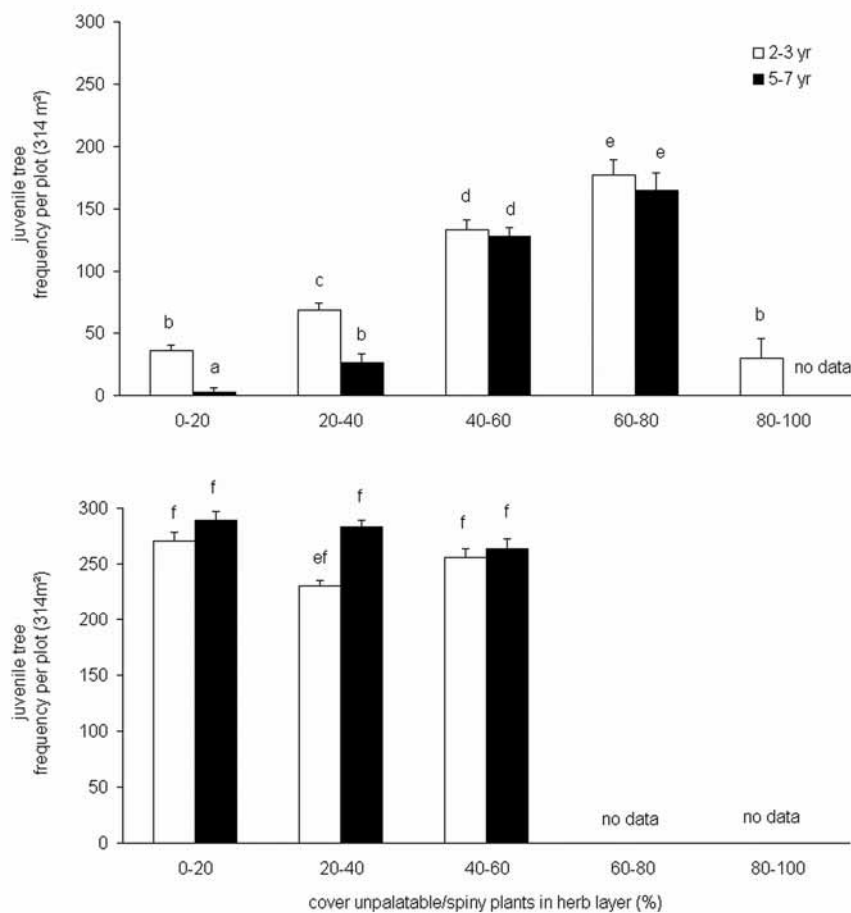 300
250
200
150
100
50
0
juvenile tree
frequency per plot (314 m²)
2-3 yr
5-7 yr
b
a
c
b
d
d
e
e
b
no data
0-20
20-40
40-60
60-80
80-100
300
250
200
150
100
50
0
juvenile tree
frequency per plot (314m²)
f
f
ef
f
f
f
no data
no data
0-20
20-40
40-60
60-80
80-100
cover unpalatable/spiny plants in herb layer (%)